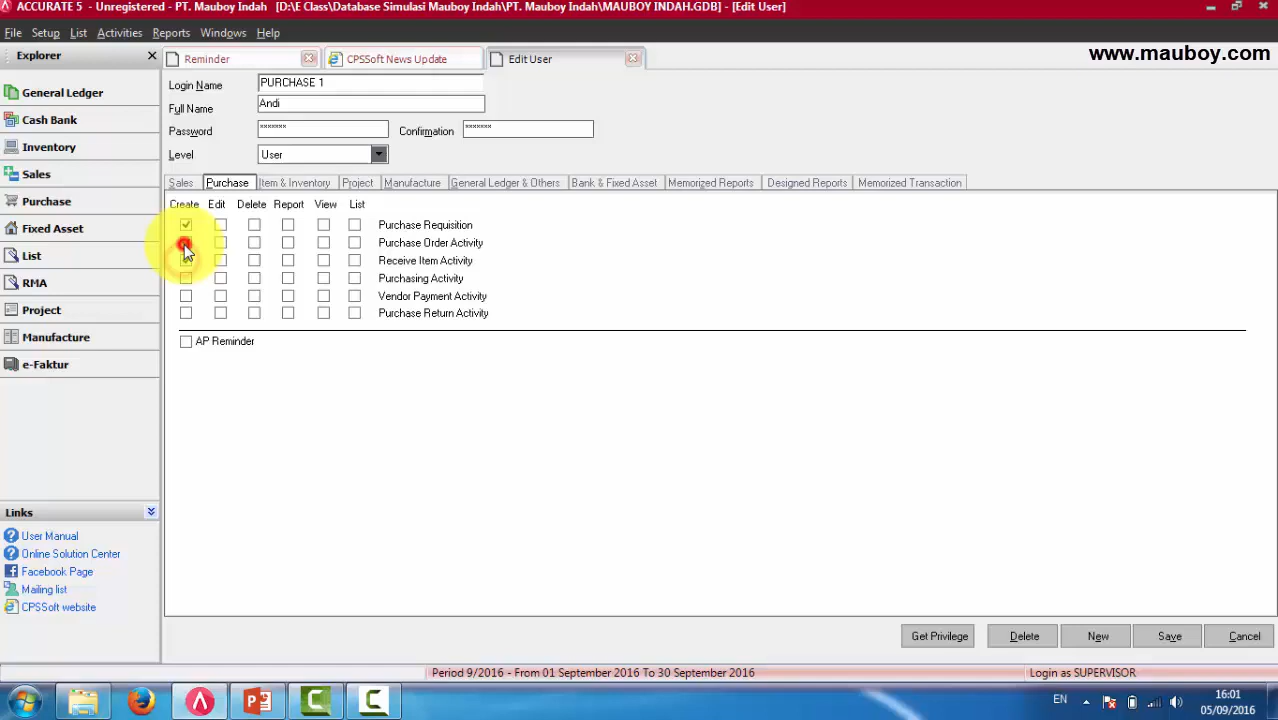 ACCURATE 5 - Unregistered - PT. Mauboy Indah [D:\E Class\Database Simulasi Mauboy Indah\PT. Mauboy Indah\MAUBOY INDAH.GDB] - [Edit User]
File Setup List Activities Reports Windows Help
www.mauboy.com
Explorer
Reminder
CPSSoft News Update
Edit User
General Ledger
Cash Bank
Inventory
Sales
Purchase
Fixed Asset
List
RMA
Project
Manufacture
e-Faktur
Links
User Manual
Online Solution Center
Facebook Page
Mailing list
CPSSoft website
Login Name PURCHASE 1
Full Name Andi
Password ******* Confirmation *******
Level User
Sales Purchase Item & Inventory Project Manufacture General Ledger & Others Bank & Fixed Asset Memorized Reports Designed Reports Memorized Transaction
Create Edit Delete Report View List
Purchase Requisition
Purchase Order Activity
Receive Item Activity
Purchasing Activity
Vendor Payment Activity
Purchase Return Activity
AP Reminder
Get Privilege Delete New Save Cancel
Period 9/2016 - From 01 September 2016 To 30 September 2016
Login as SUPERVISOR
EN
16:01
05/09/2016